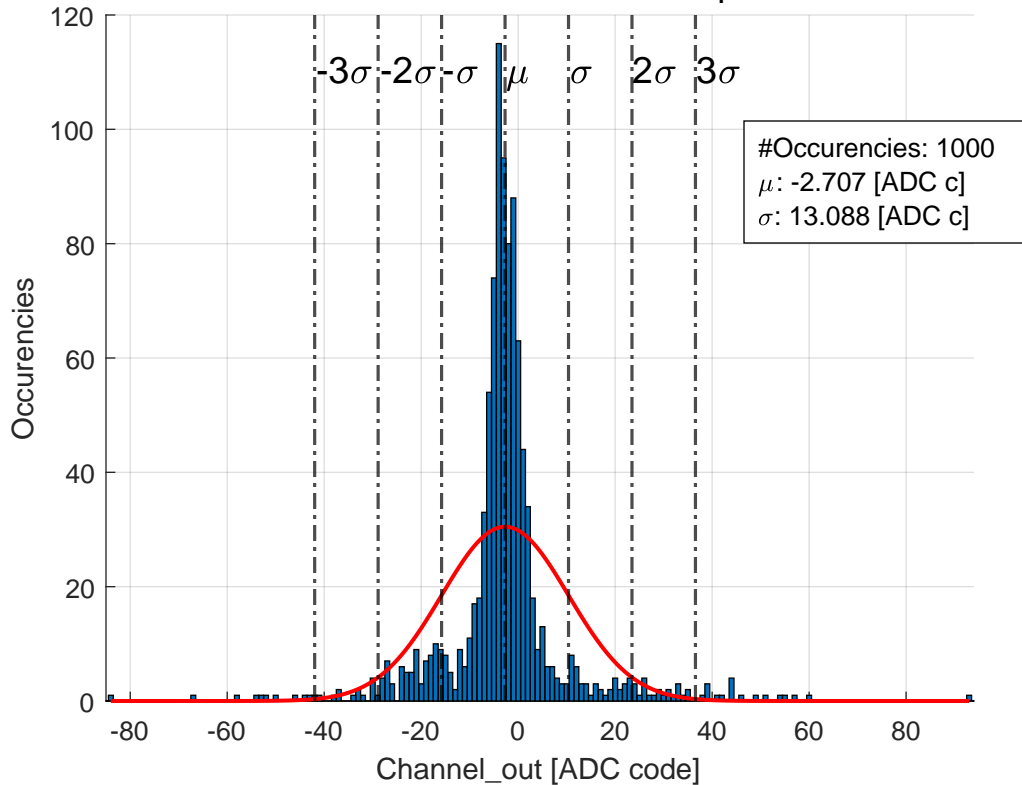 120
100
80
60
40
20
0
Occurencies
-3σ
-2σ
-σ
μ
σ
2σ
3σ
#Occurencies: 1000
μ: -2.707 [ADC c]
σ: 13.088 [ADC c]
-80
-60
-40
-20
0
20
40
60
80
Channel_out [ADC code]